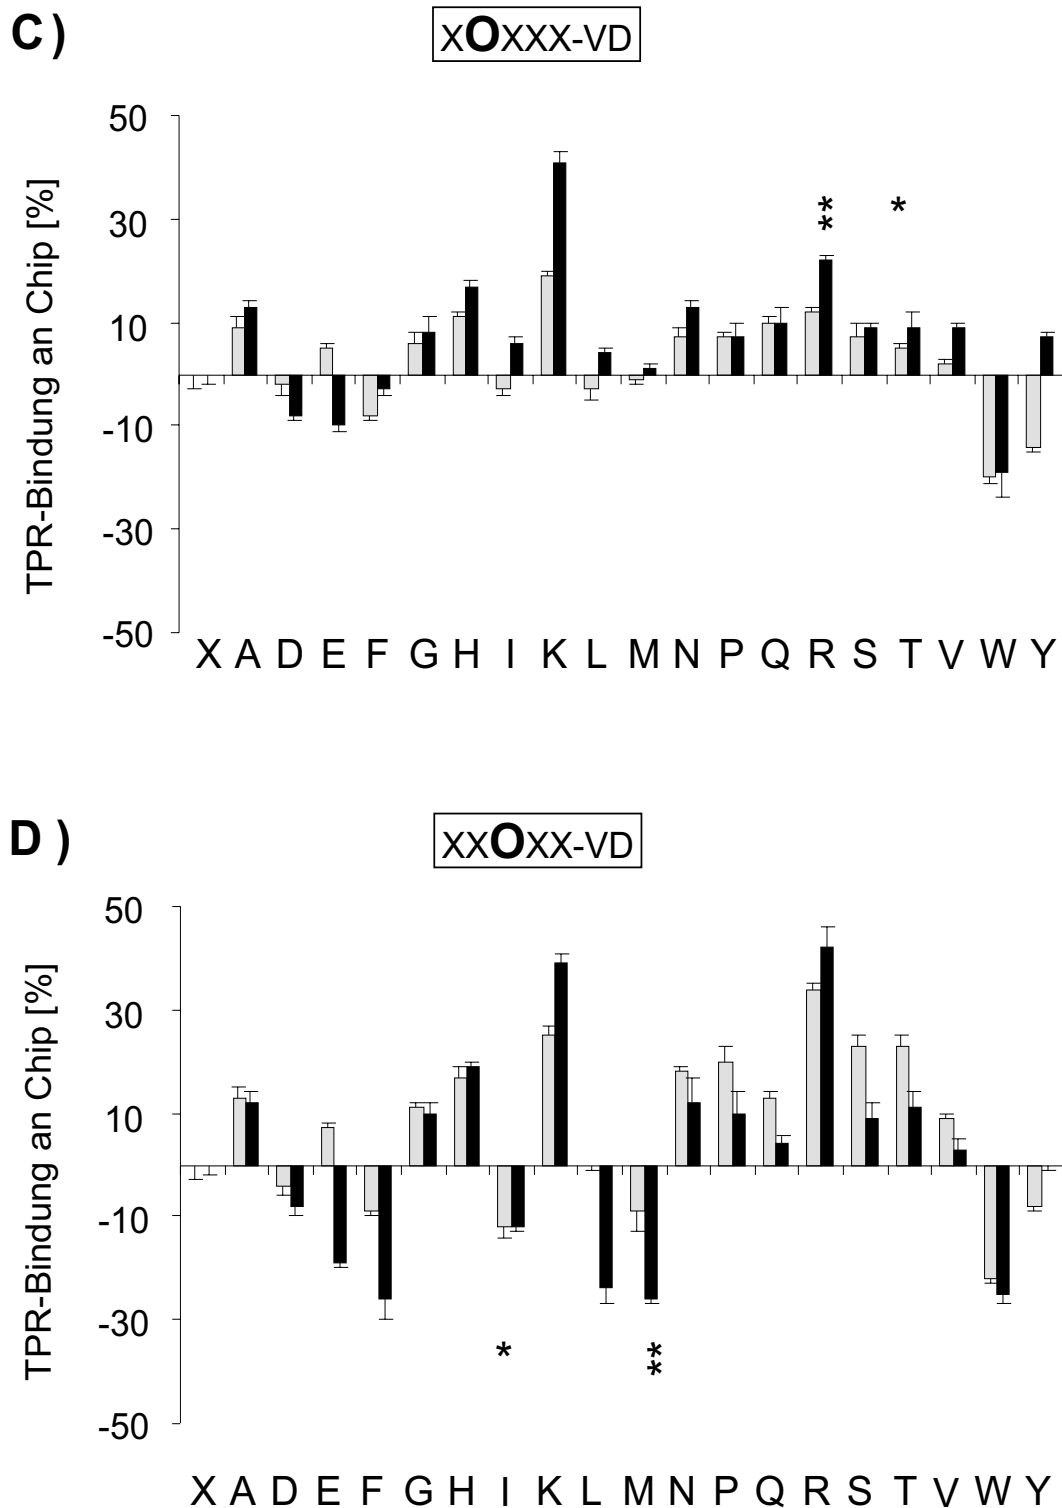 C)
XOXXX-VD
TPR-Bindung an Chip [%]
50
30
10
-10
-30
-50
* *
*
X A D E F G H I K L M N P Q R S T V W Y
D)
XXOXX-VD
TPR-Bindung an Chip [%]
50
30
10
-10
-30
-50
*
* *
X A D E F G H I K L M N P Q R S T V W Y